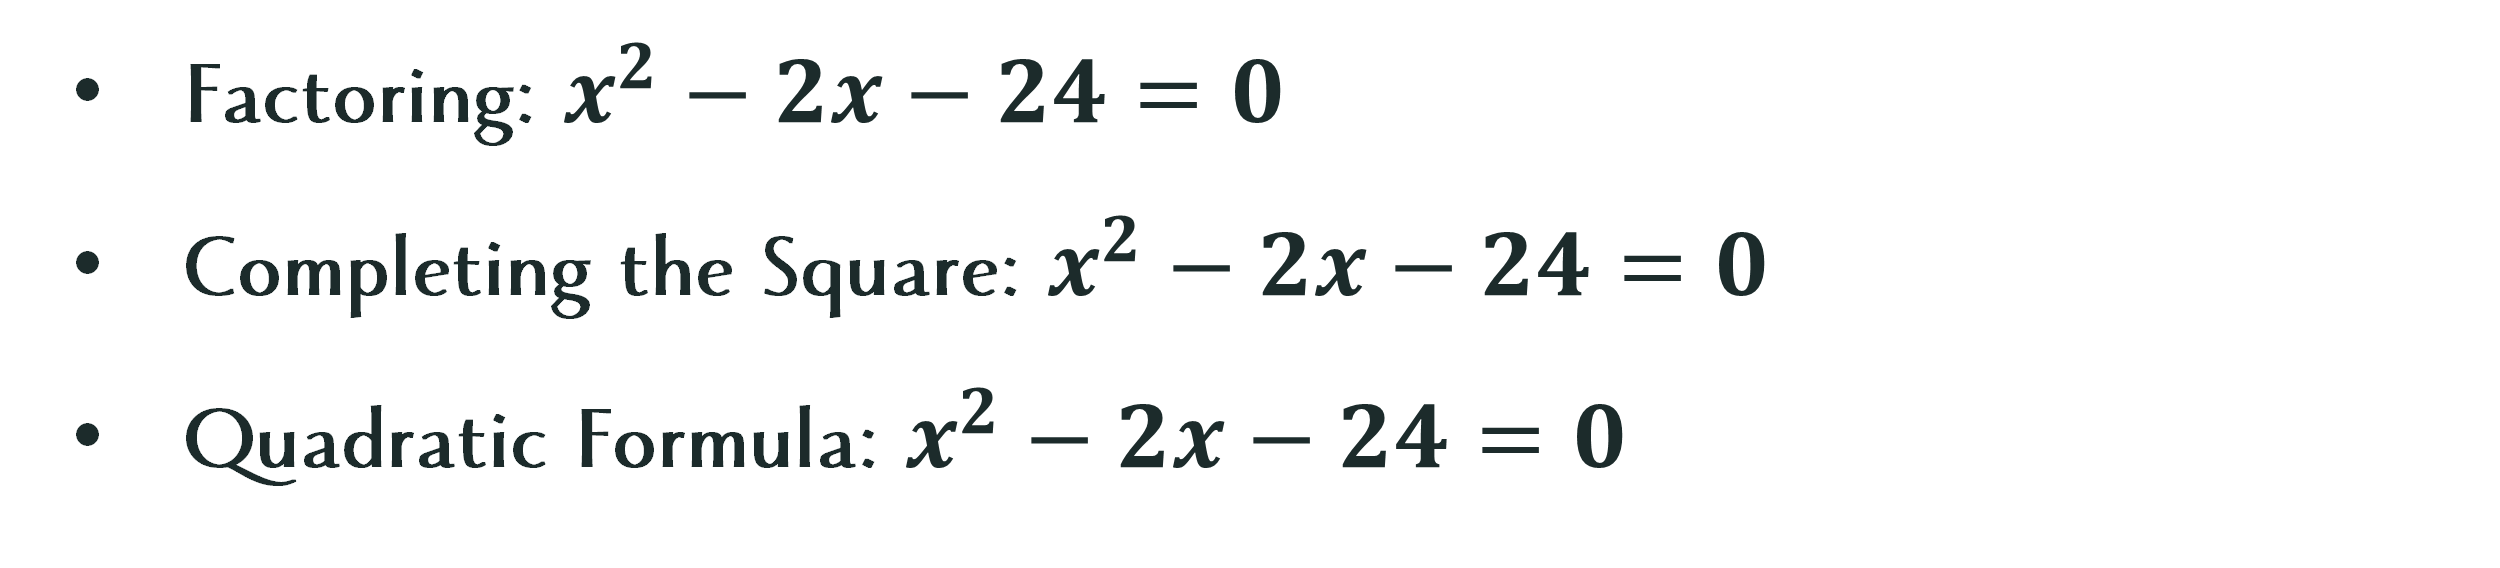 • Factoring: x² − 2x − 24 = 0
• Completing the Square: x² − 2x − 24 = 0
• Quadratic Formula: x² − 2x − 24 = 0